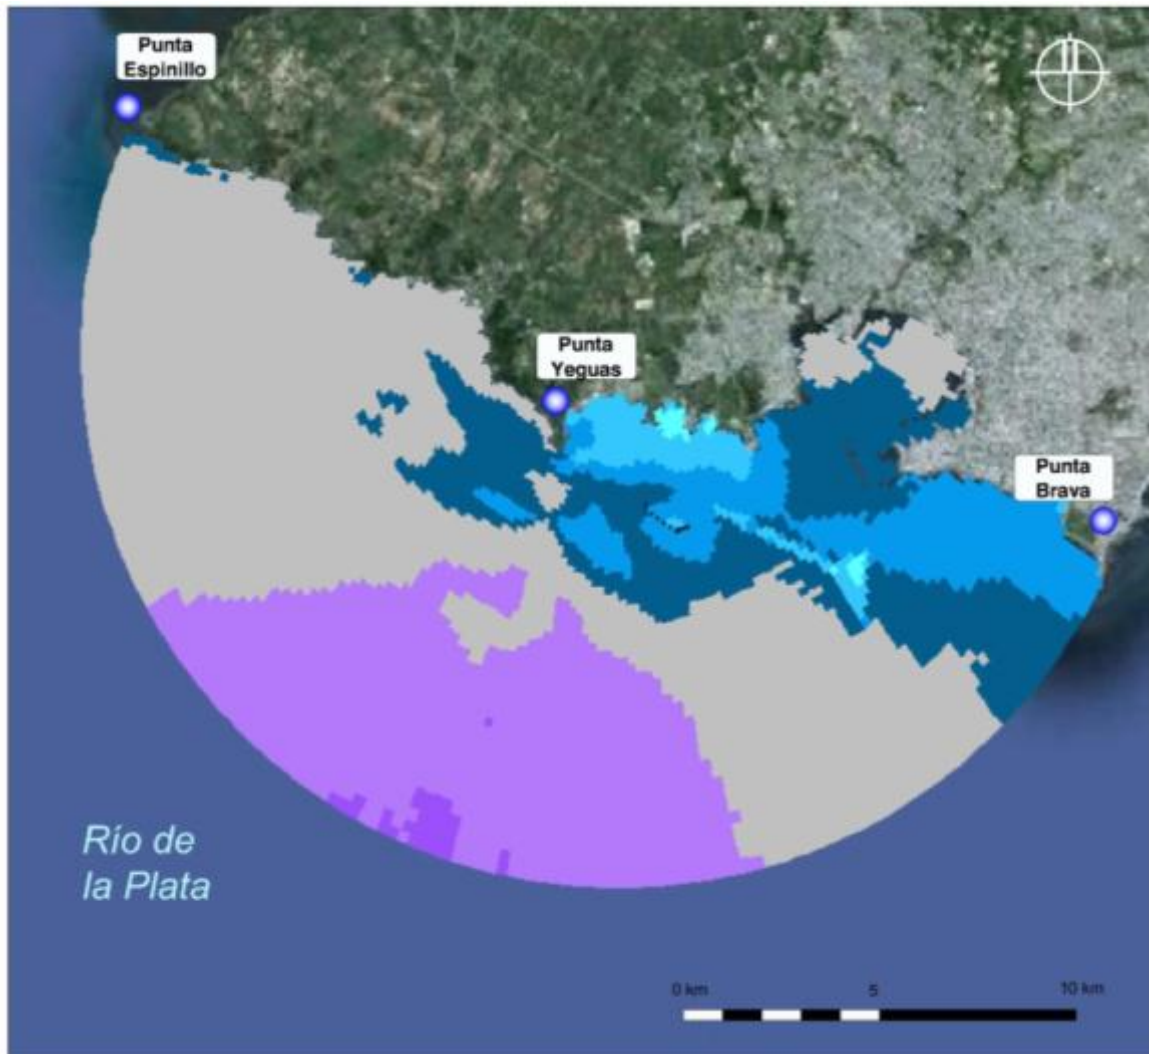 Punta
Espinillo
Punta
Yeguas
Punta
Brava
Río de
la Plata
0 km
5
10 km